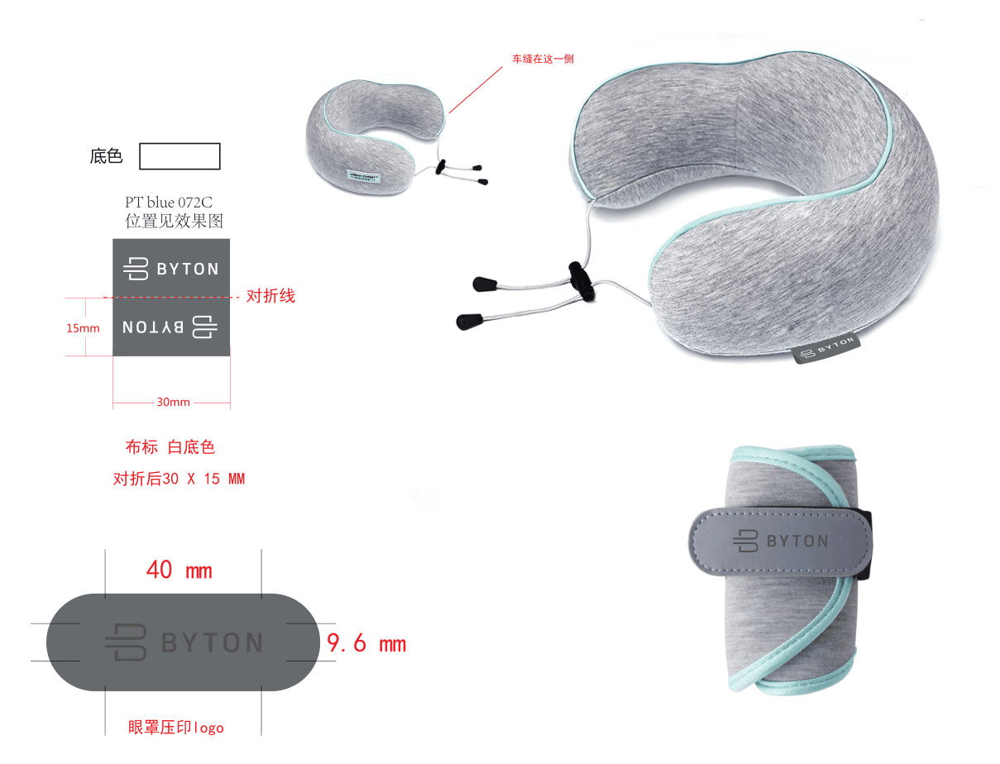 车缝在这一侧
底色
PT blue 072C
位置见效果图
BYTON
对折线
BYTON
15mm
30mm
布标 白底色
对折后30 X 15 MM
URBAN FOREST
BYTON
BYTON
40 mm
BYTON
9.6 mm
眼罩压印logo